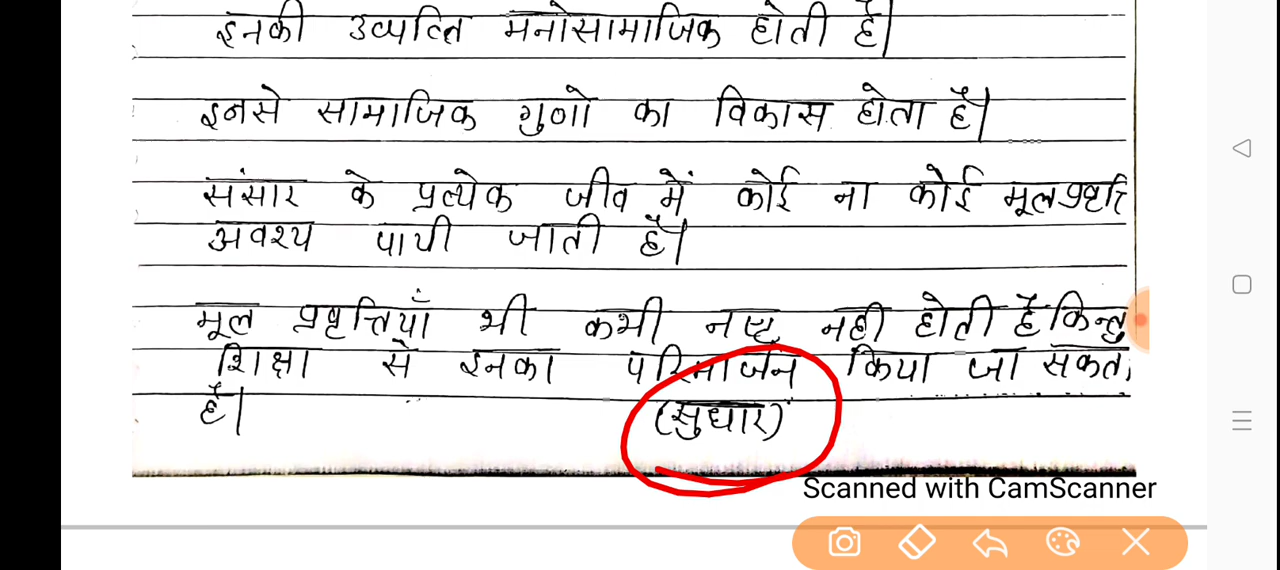 इनकी उत्पत्ति मनोसामाजिक होती है।
इनसे सामाजिक गुणो का विकास होता है।
संसार के प्रत्येक जीव में कोई ना कोई मूलप्रवृत्ति
अवश्य पायी जाती है।
मूल प्रवृत्तियाँ भी कभी नष्ट नही होती है किन्तु
शिक्षा से इनका परिमार्जन किया जा सकता
है। (सुधार)
Scanned with CamScanner